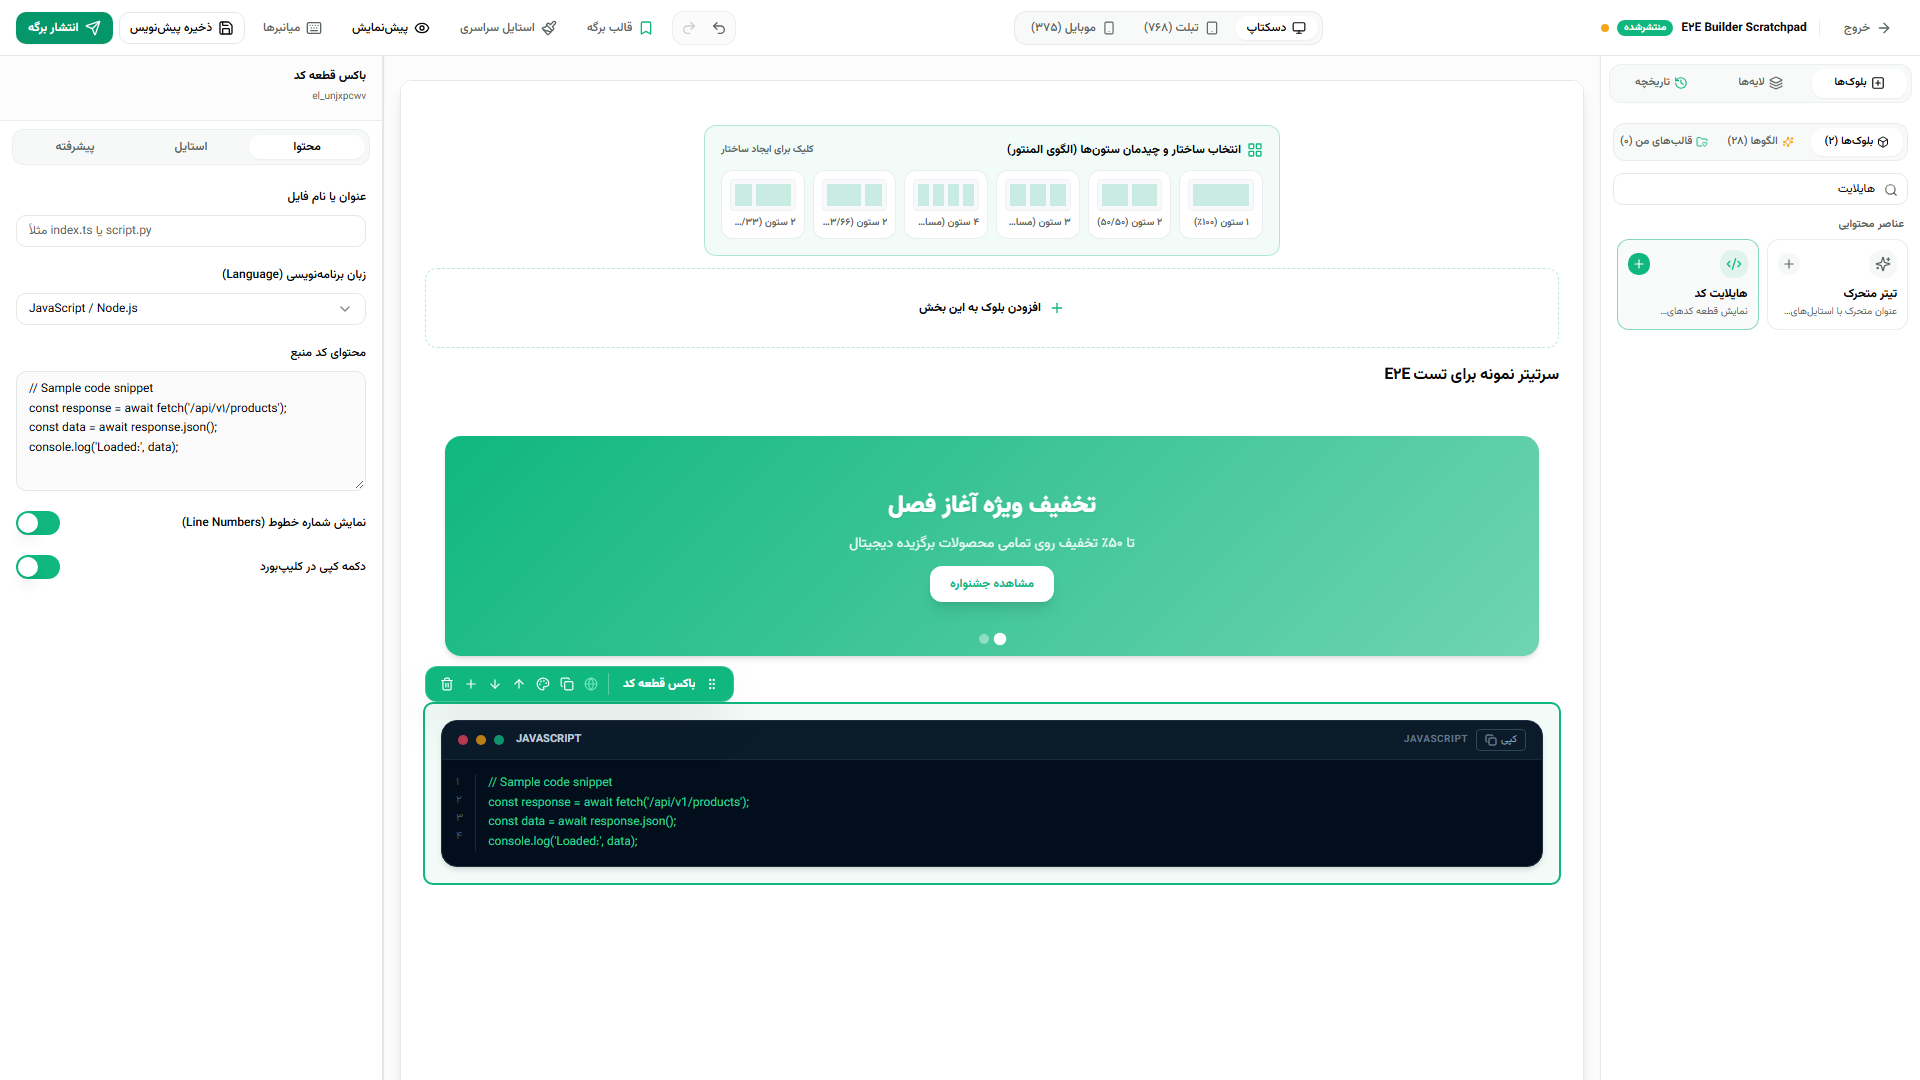 خروج
E۲E Builder Scratchpad
منتشرشده
دسکتاپ
تبلت (۷۶۸)
موبایل (۳۷۵)
قالب برگه
استایل سراسری
پیش‌نمایش
میانبرها
ذخیره پیش‌نویس
انتشار برگه
بلوک‌ها
لایه‌ها
تاریخچه
بلوک‌ها (۲)
الگوها (۲۸)
قالب‌های من (۰)
هایلایت
عناصر محتوایی
تیتر متحرک
عنوان متحرک با استایل‌های...
هایلایت کد
نمایش قطعه کدهای...
انتخاب ساختار و چیدمان ستون‌ها (الگوی المنتور)
کلیک برای ایجاد ساختار
۱ ستون (۱۰۰٪)
۲ ستون (۵۰/۵۰)
۳ ستون (مسا...
۴ ستون (مسا...
۲ ستون (۳/۶۶...
۲ ستون (۳۳/...
افزودن بلوک به این بخش
سرتیتر نمونه برای تست E۲E
تخفیف ویژه آغاز فصل
تا ۵۰٪ تخفیف روی تمامی محصولات برگزیده دیجیتال
مشاهده جشنواره
باکس قطعه کد
JAVASCRIPT
JAVASCRIPT
کپی
۱ // Sample code snippet
۲ const response = await fetch('/api/v۱/products');
۳ const data = await response.json();
۴ console.log('Loaded:', data);
باکس قطعه کد
el_unjxpcwv
محتوا
استایل
پیشرفته
عنوان یا نام فایل
مثلاً index.ts یا script.py
زبان برنامه‌نویسی (Language)
JavaScript / Node.js
محتوای کد منبع
// Sample code snippet
const response = await fetch('/api/v۱/products');
const data = await response.json();
console.log('Loaded:', data);
نمایش شماره خطوط (Line Numbers)
دکمه کپی در کلیپ‌بورد